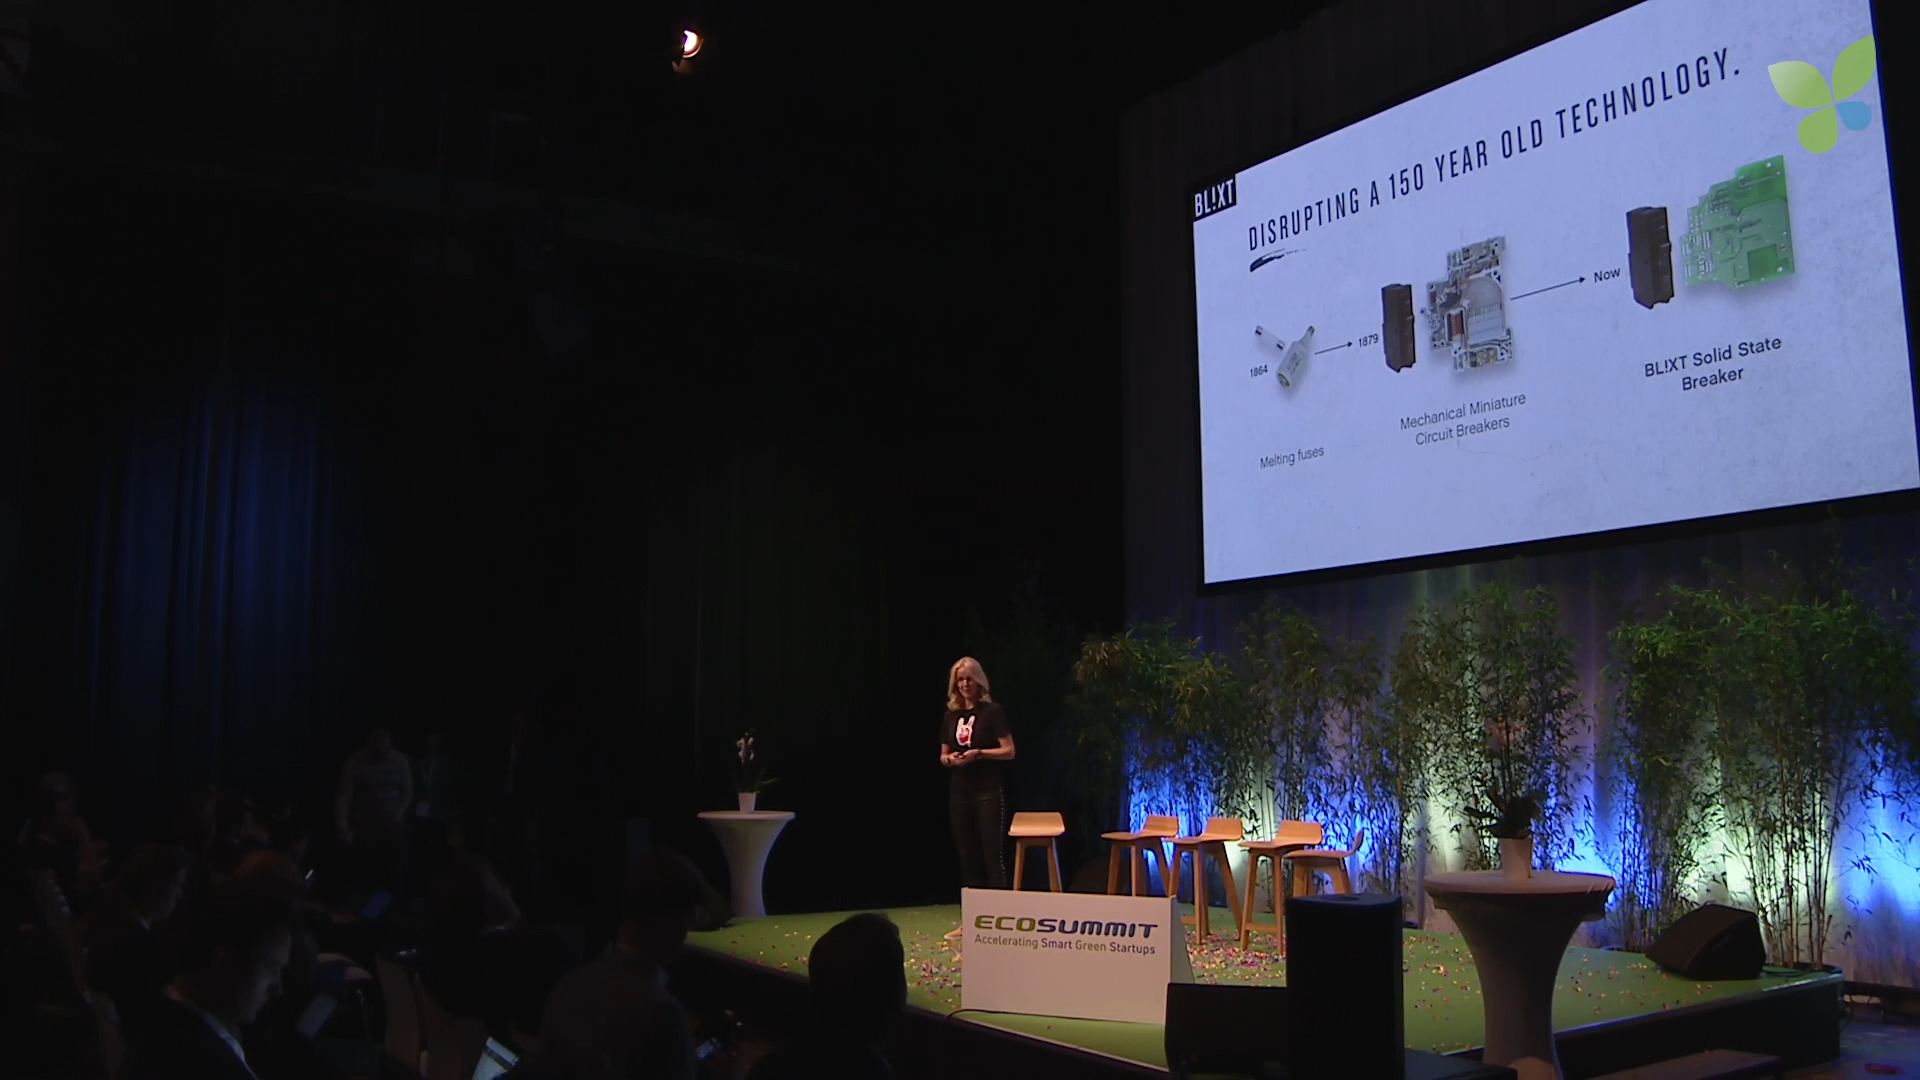 BL!XT
DISRUPTING A 150 YEAR OLD TECHNOLOGY.
1864
1879
Now
Melting fuses
Mechanical Miniature
Circuit Breakers
BL!XT Solid State
Breaker
ECOSUMMIT
Accelerating Smart Green Startups